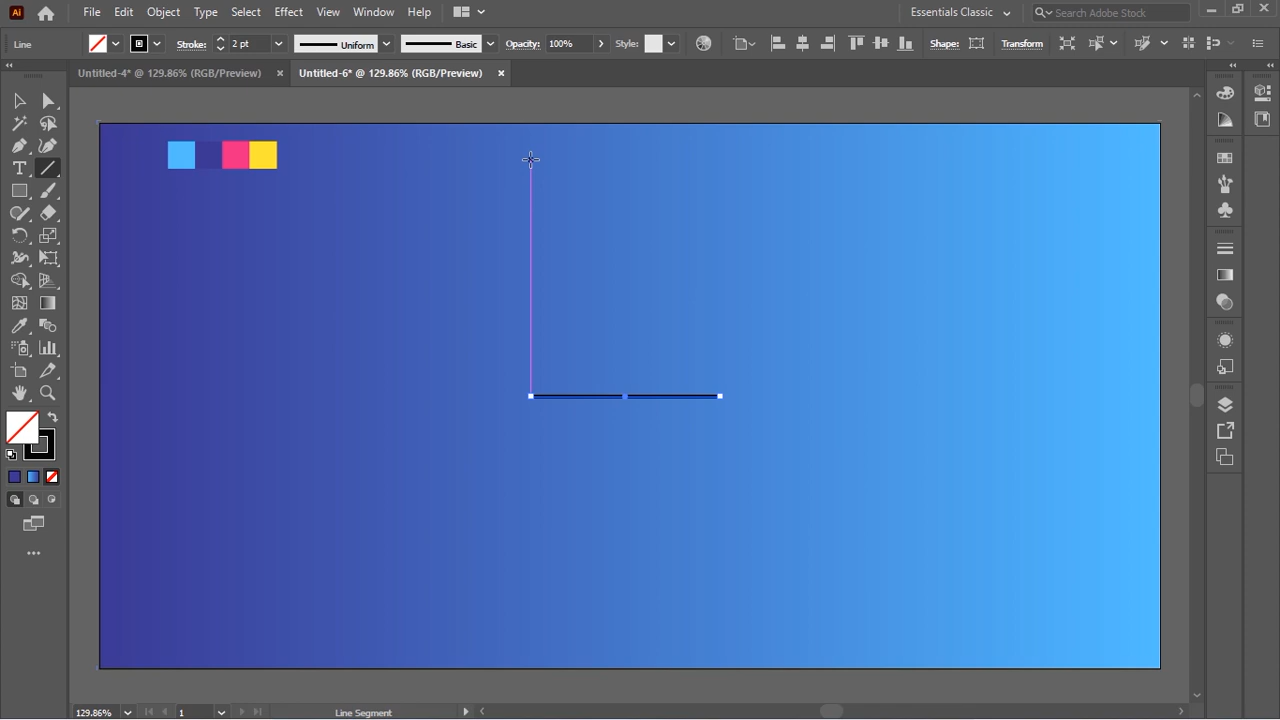 Ai File Edit Object Type Select Effect View Window Help Essentials Classic Search Adobe Stock
Line Stroke: 2 pt Uniform Basic Opacity: 100% Style: Shape: Transform
Untitled-4* @ 129.86% (RGB/Preview) × Untitled-6* @ 129.86% (RGB/Preview) ×
129.86% 1 Line Segment